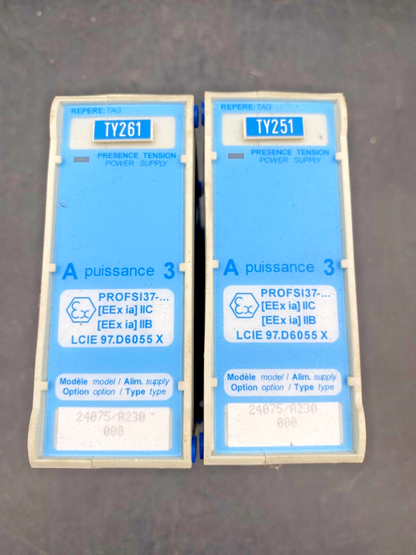 REPERE TAG
TY261
PRESENCE TENSION
POWER SUPPLY
A puissance 3
PROFSI37-...
[EEx ia] IIC
[EEx ia] IIB
LCIE 97.D6055 X
Modèle model / Alim. supply
Option option / Type type
24075/A230
000
REPERE TAG
TY251
PRESENCE TENSION
POWER SUPPLY
A puissance 3
PROFSI37-...
[EEx ia] IIC
[EEx ia] IIB
LCIE 97.D6055 X
Modèle model / Alim. supply
Option option / Type type
24075/A230
000